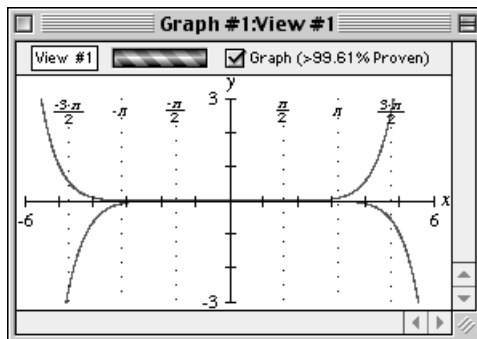 Graph #1:View #1
View #1 Graph (>99.61% Proven)
y
3
-3·π/2 -π -π/2 π/2 π 3·π/2
-6 6 x
-3